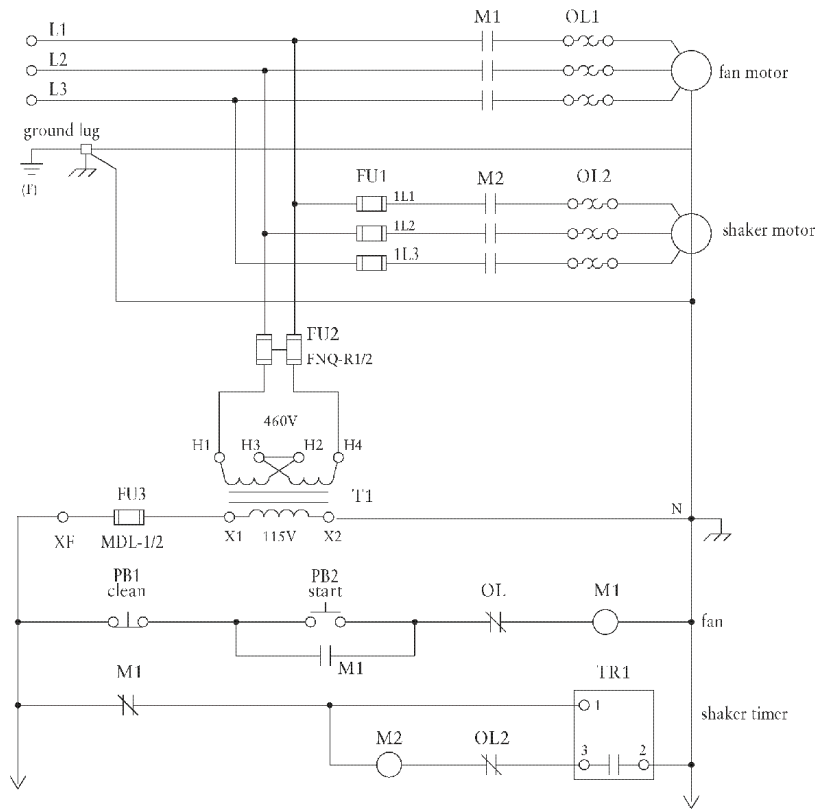 M1 OL1
L1
L2
fan motor
L3
ground lug
(F)
FU1 M2 OL2
1L1
1L2
shaker motor
1L3
FU2
FNQ-R1/2
460V
H1 H3 H2 H4
T1
FU3
N
XF MDL-1/2 X1 115V X2
PB1 PB2
clean start OL M1
fan
M1
M1 TR1
1
shaker timer
M2 OL2
3 2